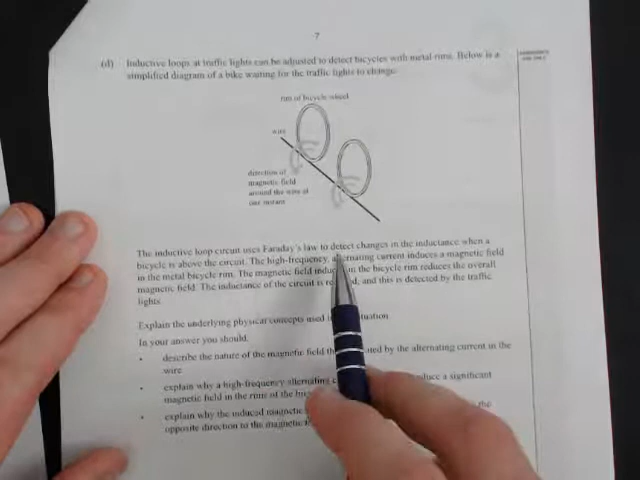 7
(d) Inductive loops at traffic lights can be adjusted to detect bicycles with metal rims. Below is a
simplified diagram of a bike waiting for the traffic lights to change.
rim of bicycle wheel
wire
direction of
magnetic field
around the wire at
one instant
The inductive loop circuit uses Faraday's law to detect changes in the inductance when a
bicycle is above the circuit. The high-frequency, alternating current induces a magnetic field
in the metal bicycle rim. The magnetic field in the bicycle rim reduces the overall
magnetic field. The inductance of the circuit is and this is detected by the traffic
lights.
Explain the underlying physical concepts used
In your answer you should:
• describe the nature of the magnetic field by the alternating current in the
wire
• explain why a high-frequency alternating a significant
magnetic field in the rims of the
• explain why the induced magnetic the
opposite direction to the magnetic